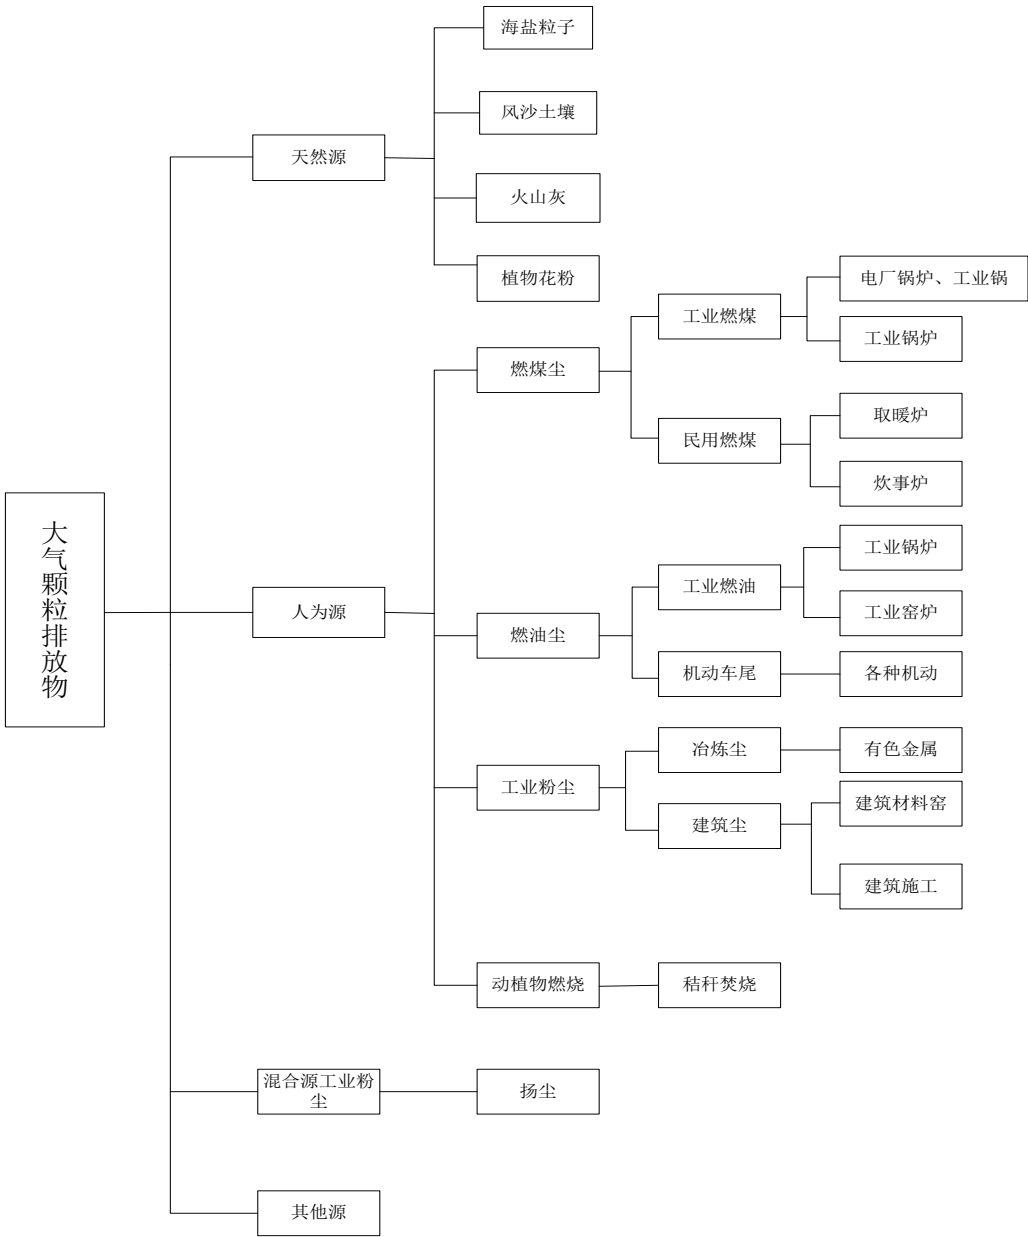 海盐粒子
风沙土壤
天然源
火山灰
植物花粉
电厂锅炉、工业锅
工业燃煤
工业锅炉
燃煤尘
取暖炉
民用燃煤
炊事炉
大气颗粒排放物
工业锅炉
工业燃油
工业窑炉
人为源
燃油尘
机动车尾
各种机动
冶炼尘
有色金属
工业粉尘
建筑材料窑
建筑尘
建筑施工
动植物燃烧
秸秆焚烧
混合源工业粉
尘
扬尘
其他源